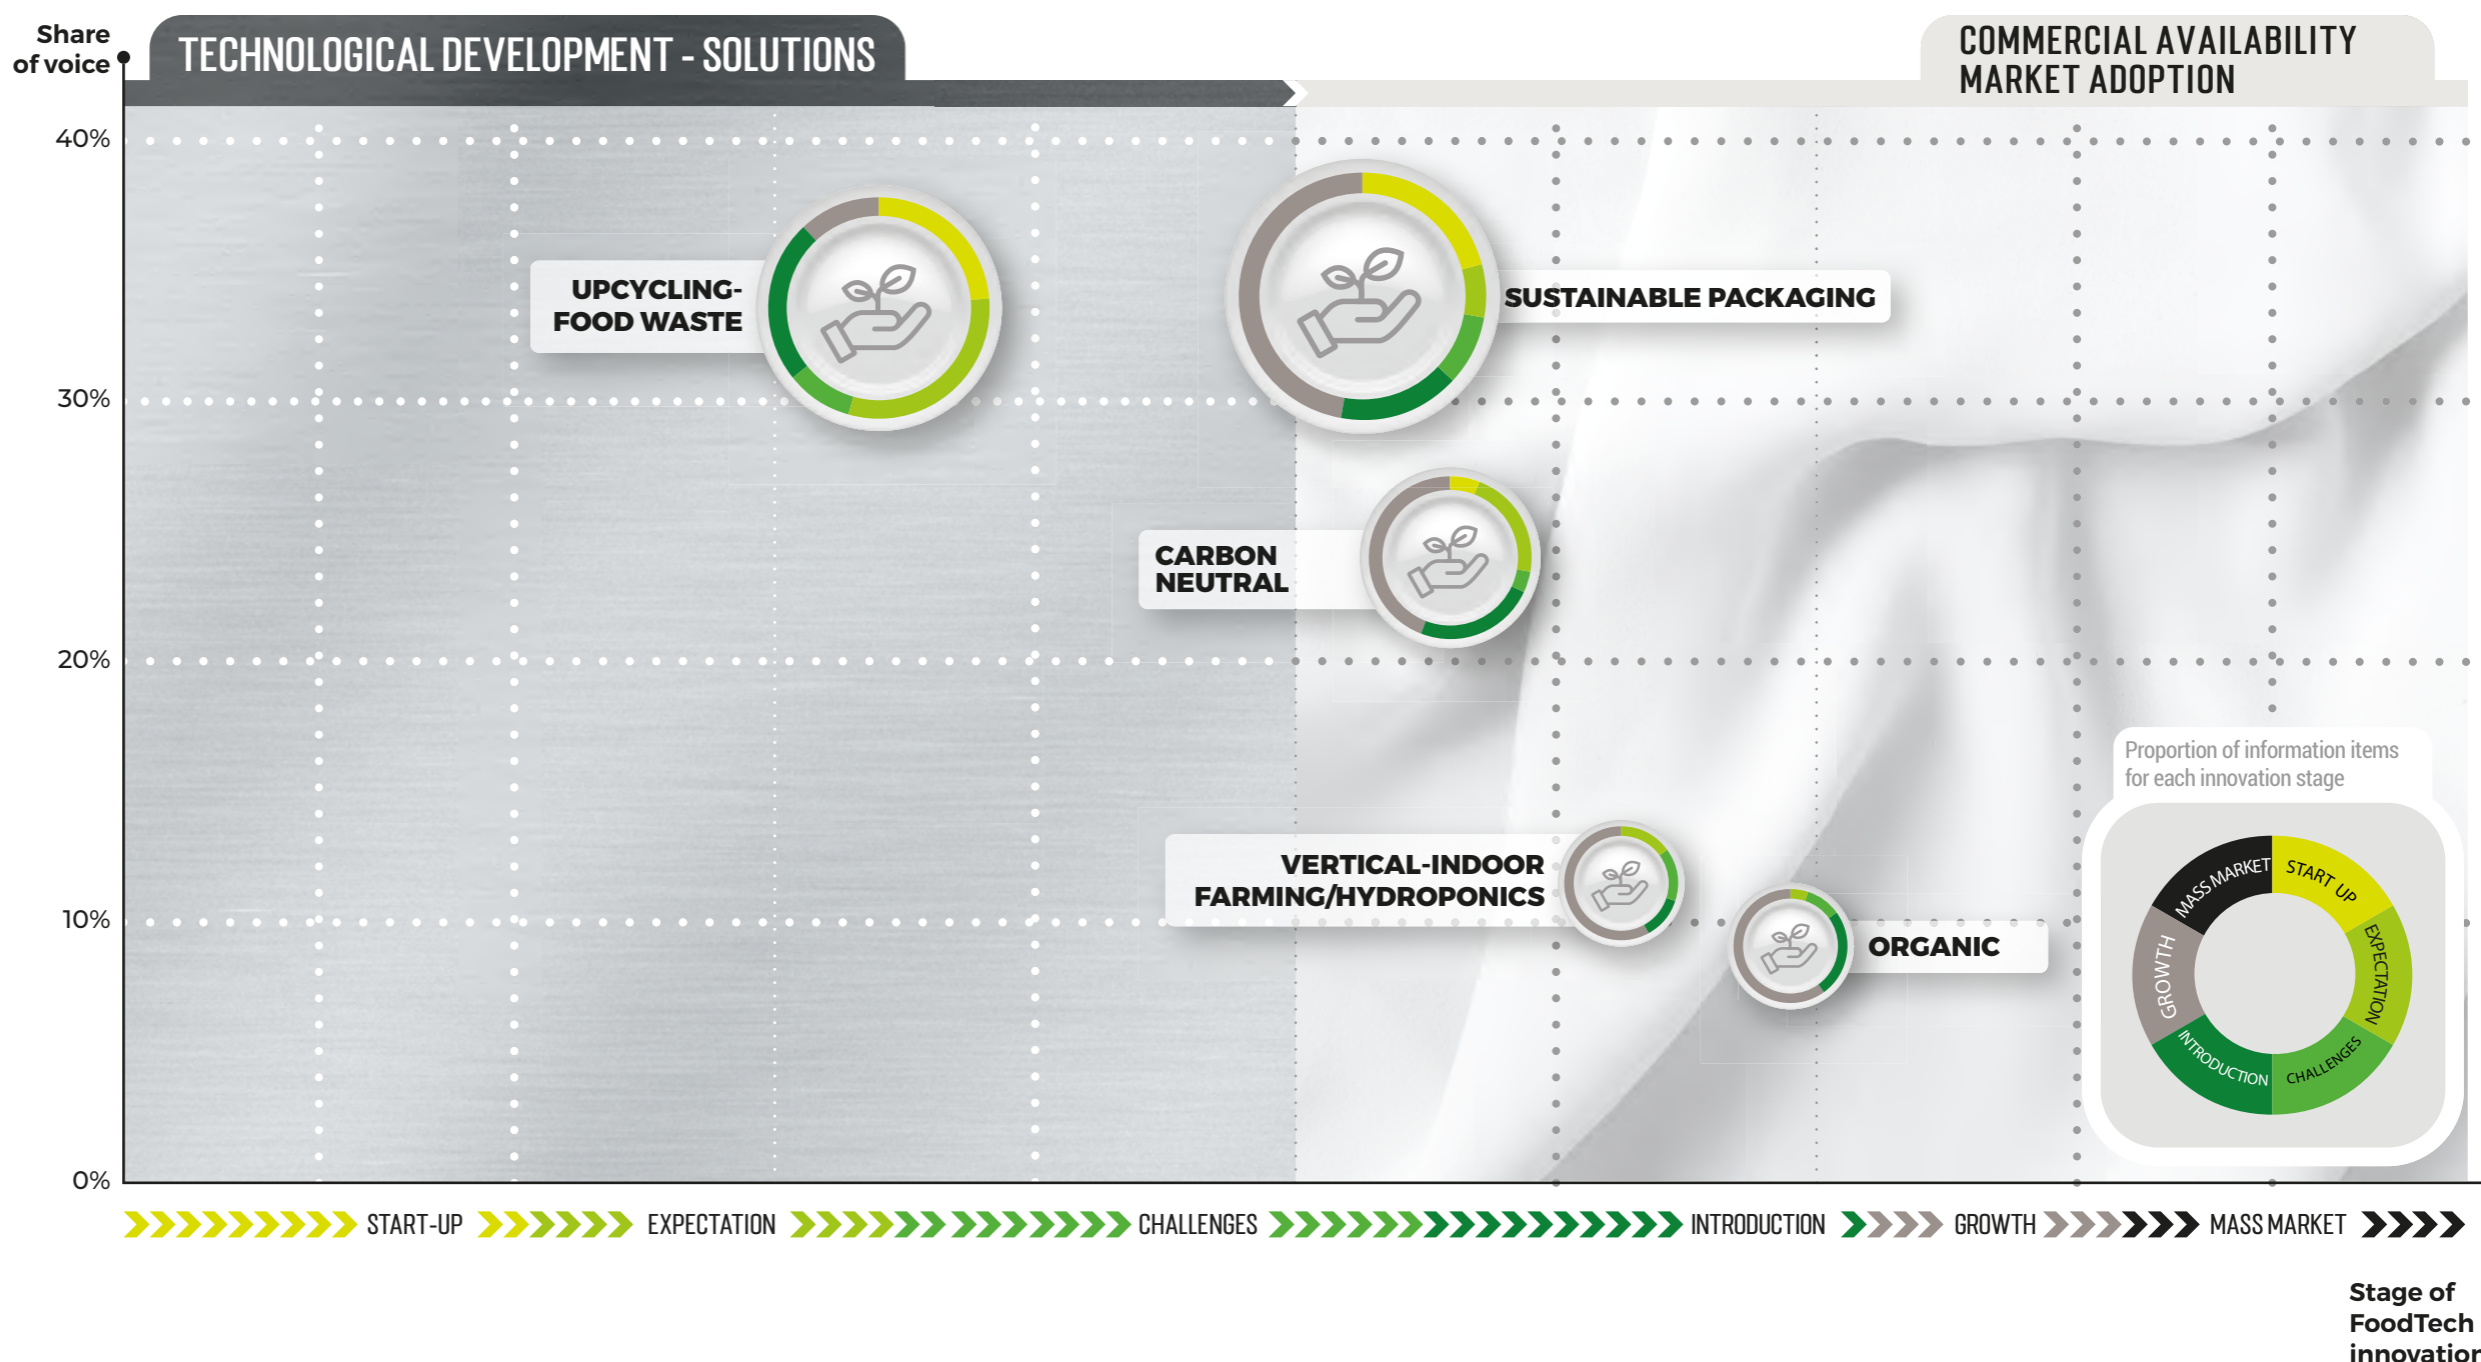 Share
of voice
TECHNOLOGICAL DEVELOPMENT - SOLUTIONS
COMMERCIAL AVAILABILITY
MARKET ADOPTION
40%
30%
20%
10%
0%
UPCYCLING-
FOOD WASTE
SUSTAINABLE PACKAGING
CARBON
NEUTRAL
VERTICAL-INDOOR
FARMING/HYDROPONICS
ORGANIC
Proportion of information items
for each innovation stage
MASS MARKET
START UP
EXPECTATION
CHALLENGES
INTRODUCTION
GROWTH
START-UP
EXPECTATION
CHALLENGES
INTRODUCTION
GROWTH
MASS MARKET
Stage of
FoodTech
innovation